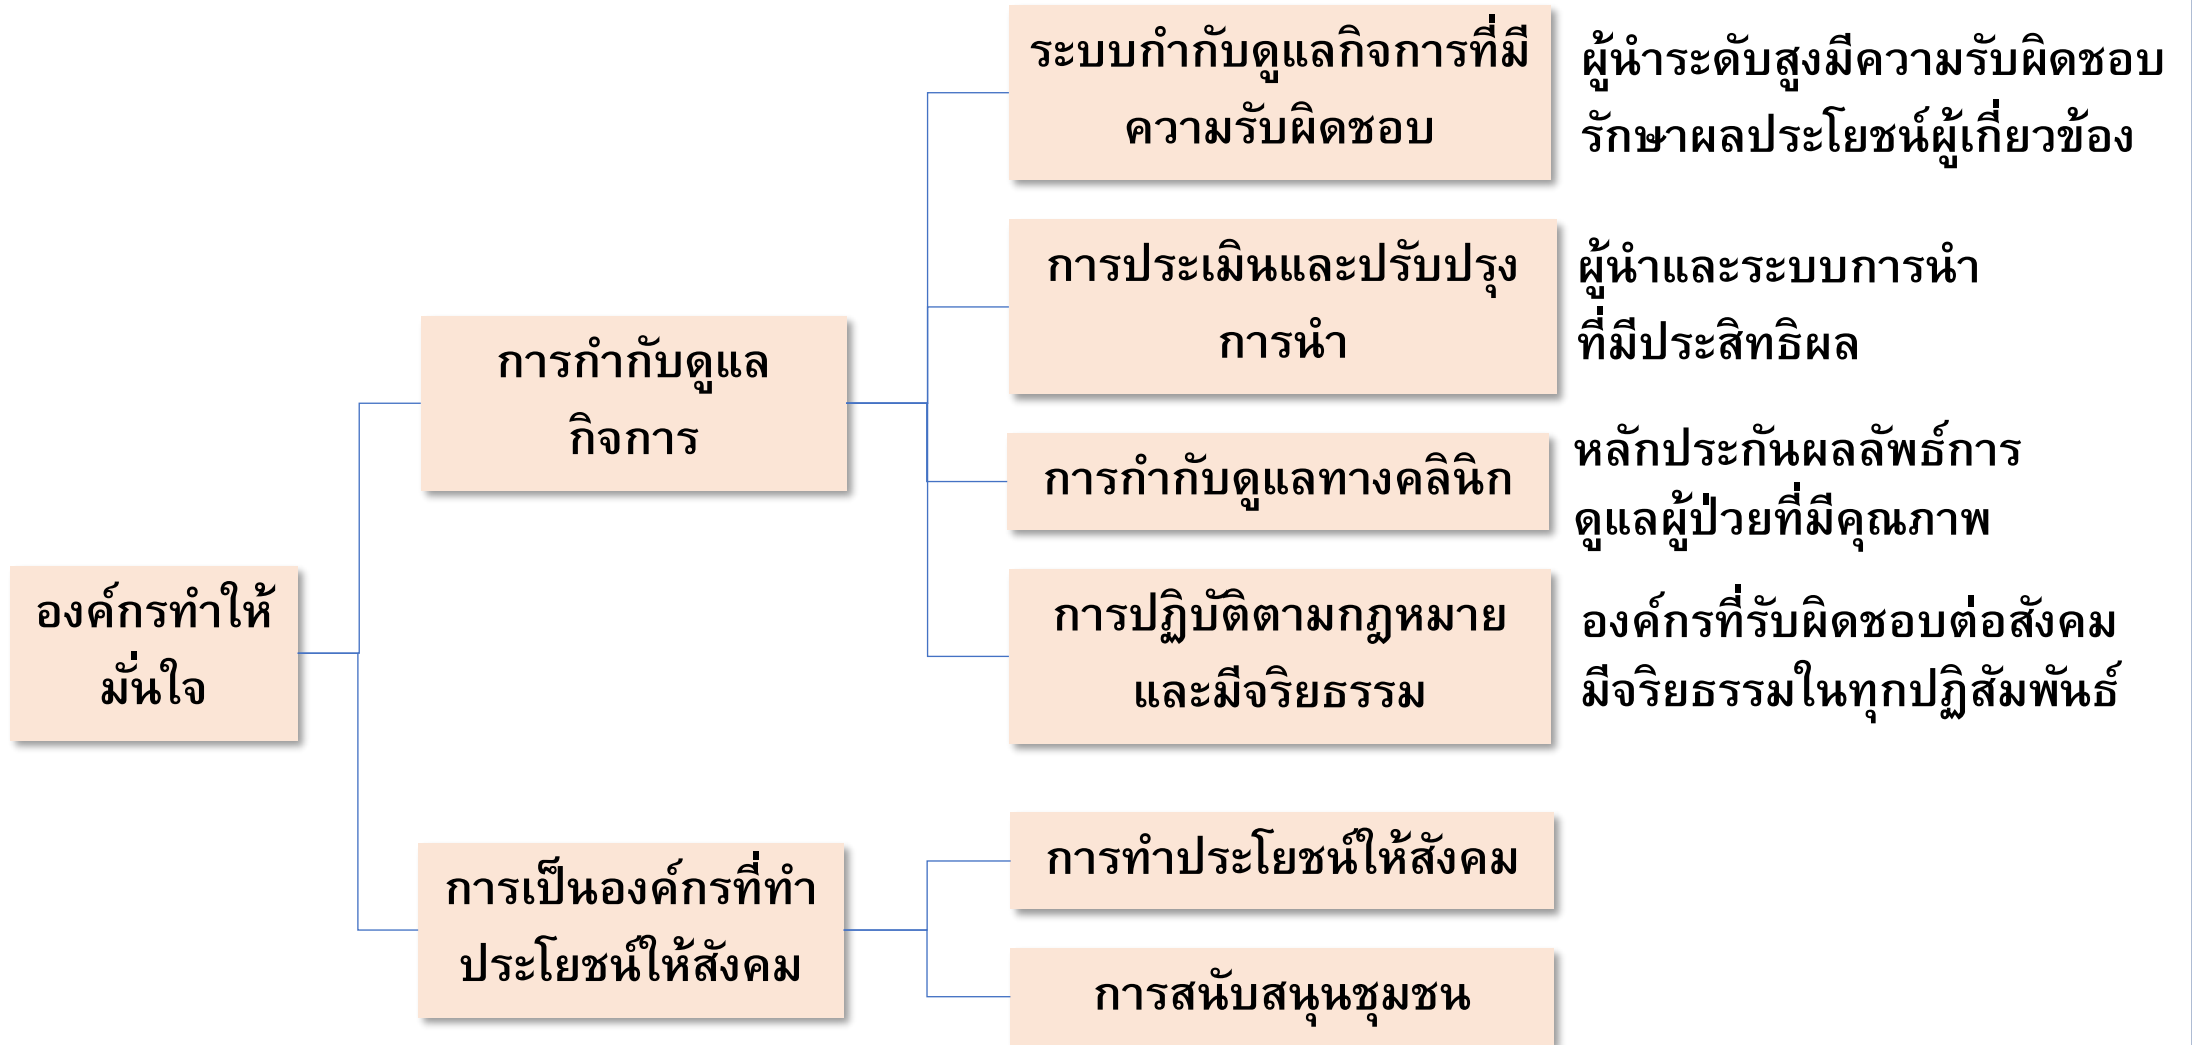 ระบบกำกับดูแลกิจการที่มี
ความรับผิดชอบ
ผู้นำระดับสูงมีความรับผิดชอบ
รักษาผลประโยชน์ผู้เกี่ยวข้อง
การประเมินและปรับปรุง
การนำ
ผู้นำและระบบการนำ
ที่มีประสิทธิผล
การกำกับดูแล
กิจการ
การกำกับดูแลทางคลินิก
หลักประกันผลลัพธ์การ
ดูแลผู้ป่วยที่มีคุณภาพ
องค์กรทำให้
มั่นใจ
การปฏิบัติตามกฎหมาย
และมีจริยธรรม
องค์กรที่รับผิดชอบต่อสังคม
มีจริยธรรมในทุกปฏิสัมพันธ์
การเป็นองค์กรที่ทำ
ประโยชน์ให้สังคม
การทำประโยชน์ให้สังคม
การสนับสนุนชุมชน